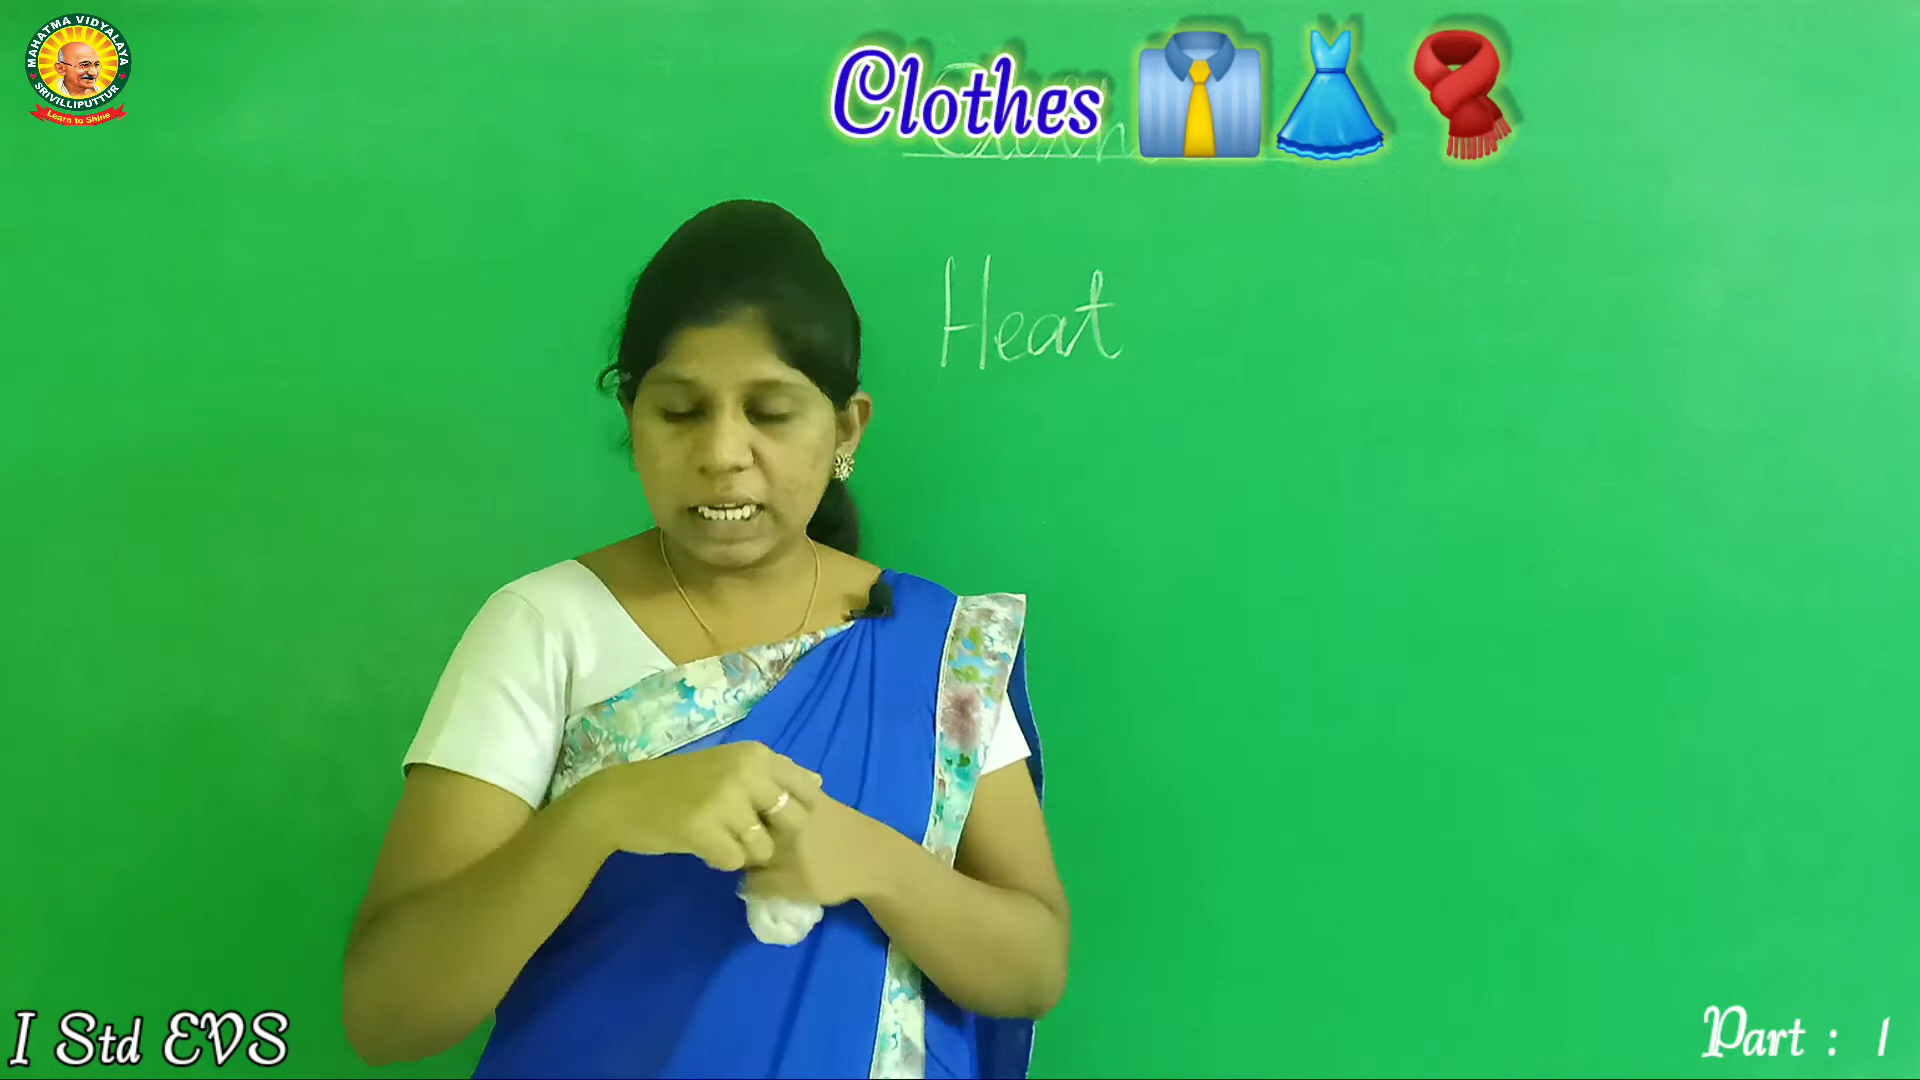 MAHATMA VIDYALAYA
SRIVILLIPUTTUR
Learn to Shine
Clothes
Heat
I Std EVS
Part : 1